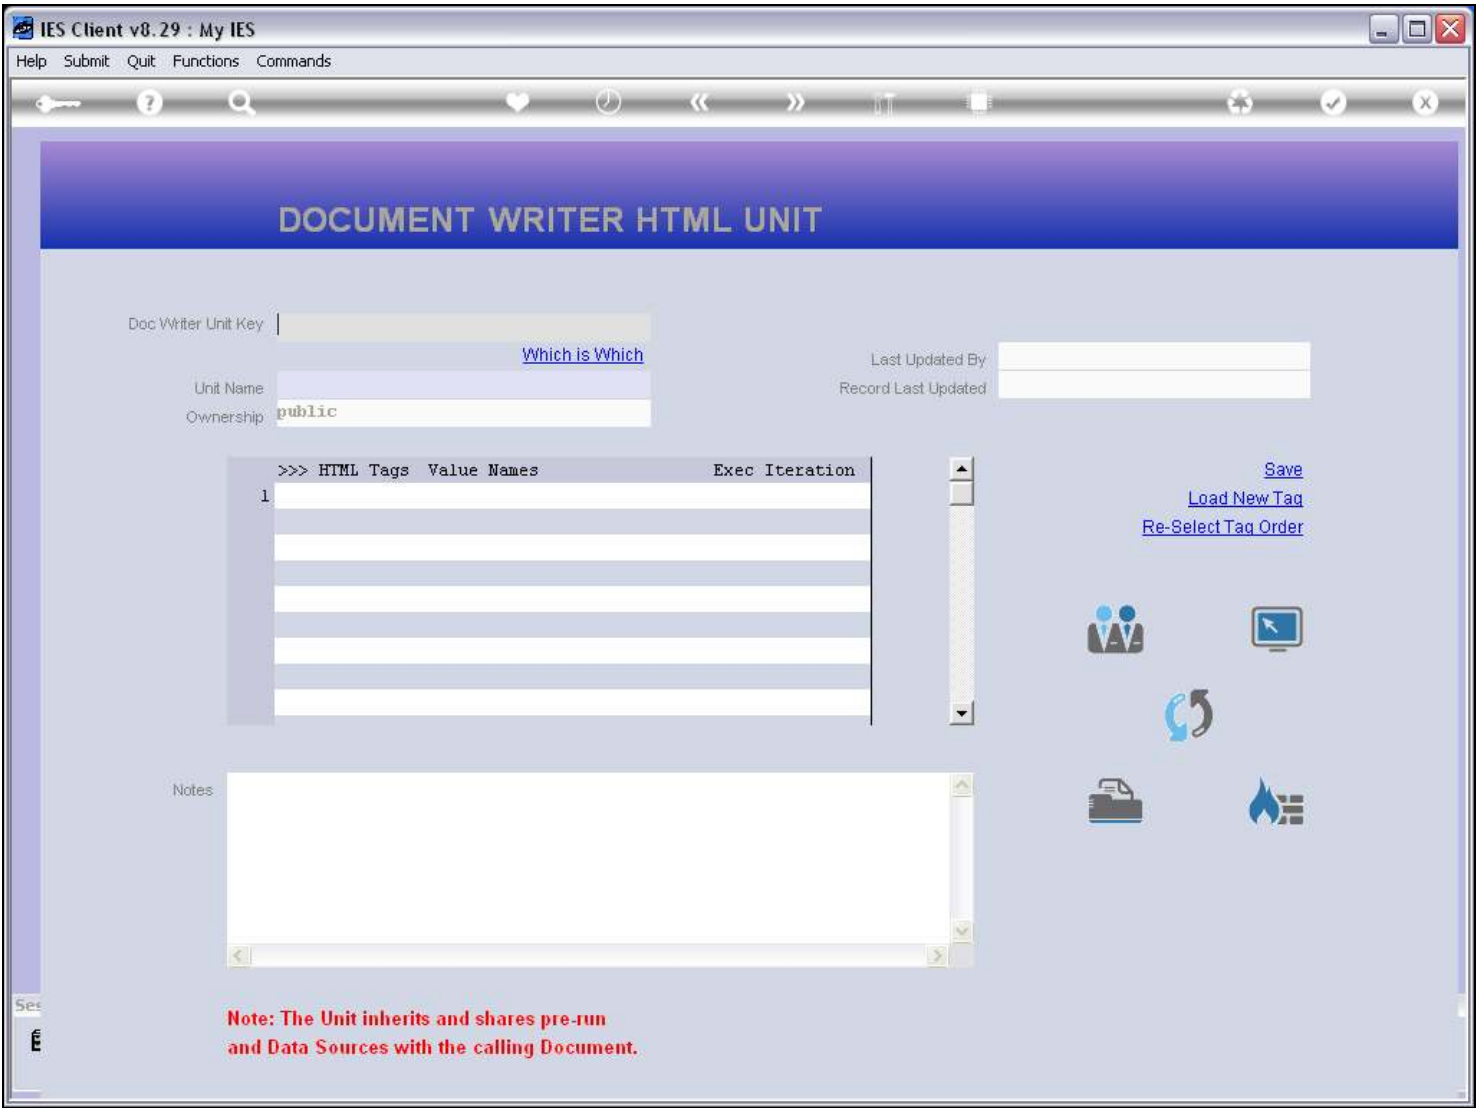 IES Client v8.29 : My IES
Help Submit Quit Functions Commands
DOCUMENT WRITER HTML UNIT
Doc Writer Unit Key
Which is Which
Last Updated By
Unit Name
Record Last Updated
Ownership public
>>> HTML Tags Value Names Exec Iteration
1
Save
Load New Tag
Re-Select Tag Order
Notes
Note: The Unit inherits and shares pre-run
and Data Sources with the calling Document.